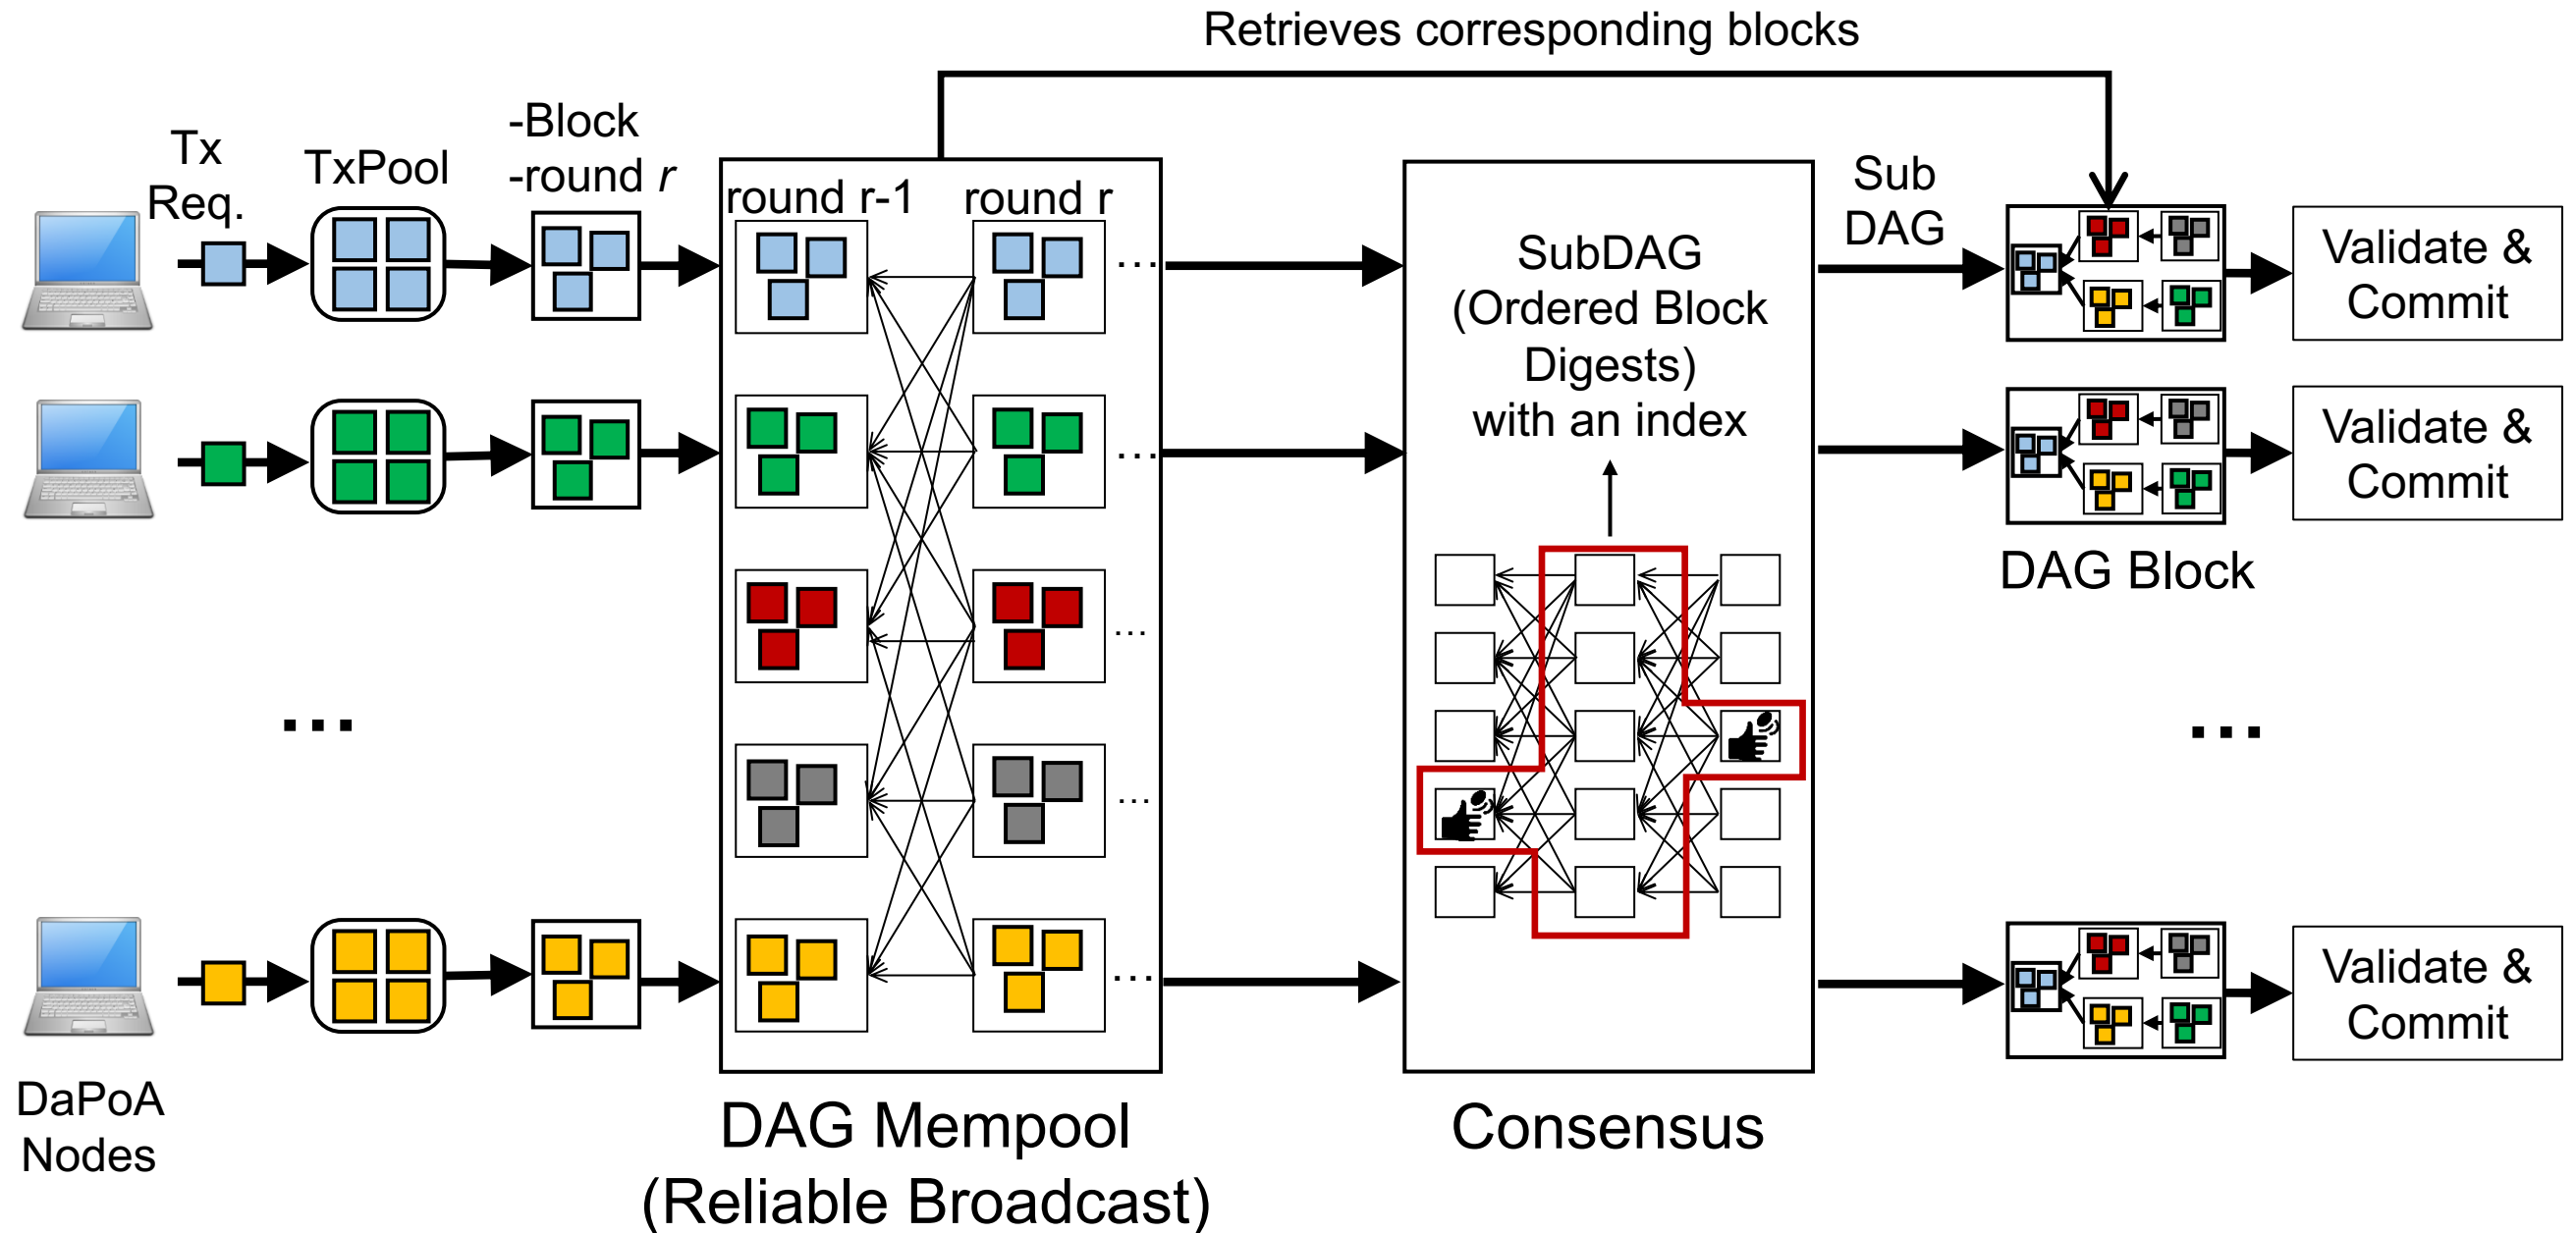 Retrieves corresponding blocks
Tx
Req.
TxPool
-Block
-round r
round r-1
round r
...
...
...
...
...
SubDAG
(Ordered Block
Digests)
with an index
Sub
DAG
Validate &
Commit
Validate &
Commit
DAG Block
...
...
Validate &
Commit
DaPoA
Nodes
DAG Mempool
(Reliable Broadcast)
Consensus